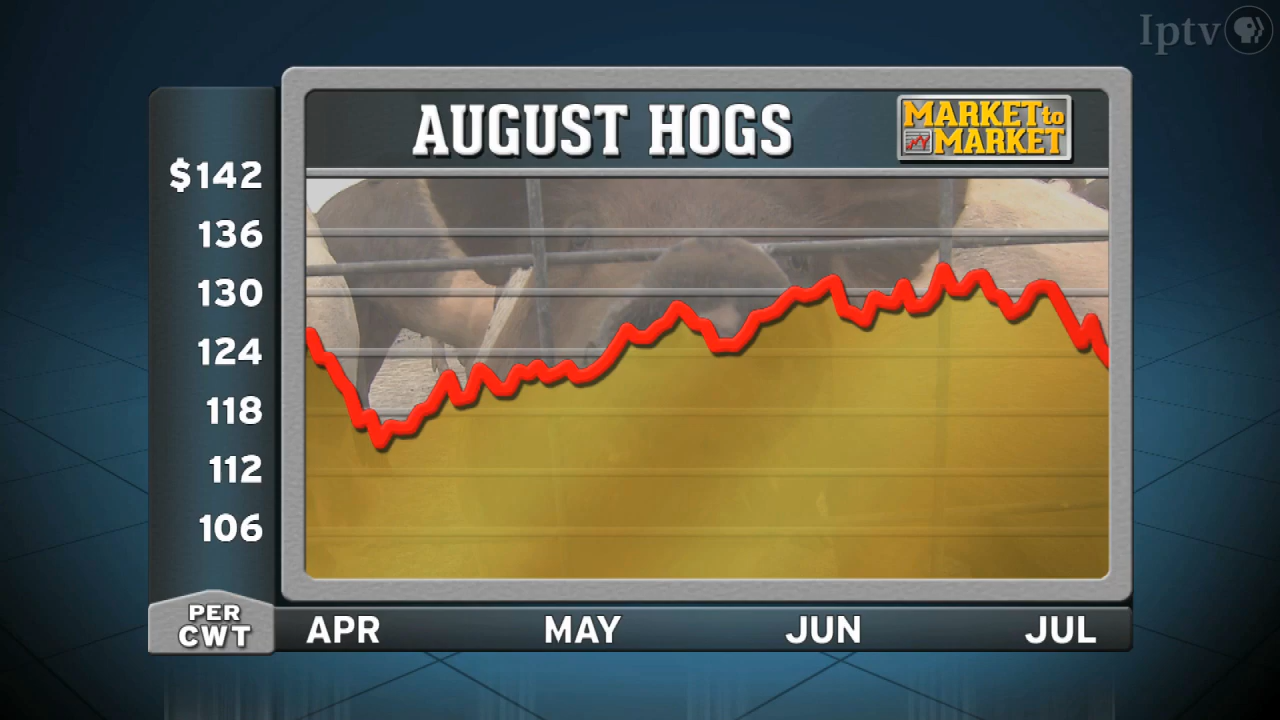 Iptv
AUGUST HOGS
MARKET to
MARKET
$142
136
130
124
118
112
106
PER
CWT
APR MAY JUN JUL